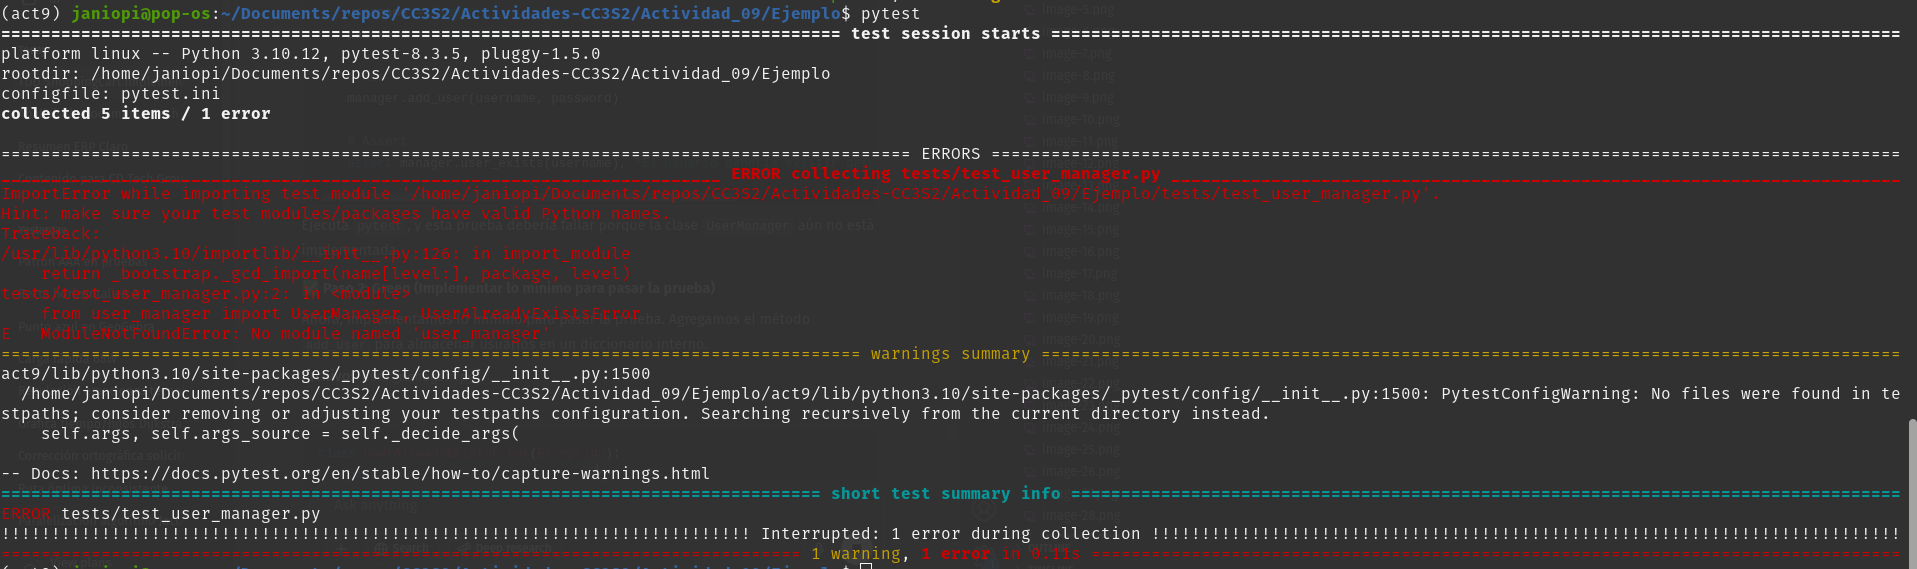 (act9) janiopi@pop-os:~/Documents/repos/CC3S2/Actividades-CC3S2/Actividad_09/Ejemplo$ pytest
==================== test session starts ====================
platform linux -- Python 3.10.12, pytest-8.3.5, pluggy-1.5.0
rootdir: /home/janiopi/Documents/repos/CC3S2/Actividades-CC3S2/Actividad_09/Ejemplo
configfile: pytest.ini
collected 5 items / 1 error
==================== ERRORS ====================
____________________ ERROR collecting tests/test_user_manager.py ____________________
ImportError while importing test module '/home/janiopi/Documents/repos/CC3S2/Actividades-CC3S2/Actividad_09/Ejemplo/tests/test_user_manager.py'.
Hint: make sure your test modules/packages have valid Python names.
Traceback:
/usr/lib/python3.10/importlib/__init__.py:126: in import_module
    return _bootstrap._gcd_import(name[level:], package, level)
tests/test_user_manager.py:2: in <module>
    from user_manager import UserManager, UserAlreadyExistsError
E   ModuleNotFoundError: No module named 'user_manager'
==================== warnings summary ====================
act9/lib/python3.10/site-packages/_pytest/config/__init__.py:1500
  /home/janiopi/Documents/repos/CC3S2/Actividades-CC3S2/Actividad_09/Ejemplo/act9/lib/python3.10/site-packages/_pytest/config/__init__.py:1500: PytestConfigWarning: No files were found in te
stpaths; consider removing or adjusting your testpaths configuration. Searching recursively from the current directory instead.
    self.args, self.args_source = self._decide_args(
-- Docs: https://docs.pytest.org/en/stable/how-to/capture-warnings.html
==================== short test summary info ====================
ERROR tests/test_user_manager.py
!!!!!!!!!!!!!!!!!!!! Interrupted: 1 error during collection !!!!!!!!!!!!!!!!!!!!
-------------------- 1 warning, 1 error in 0.11s --------------------